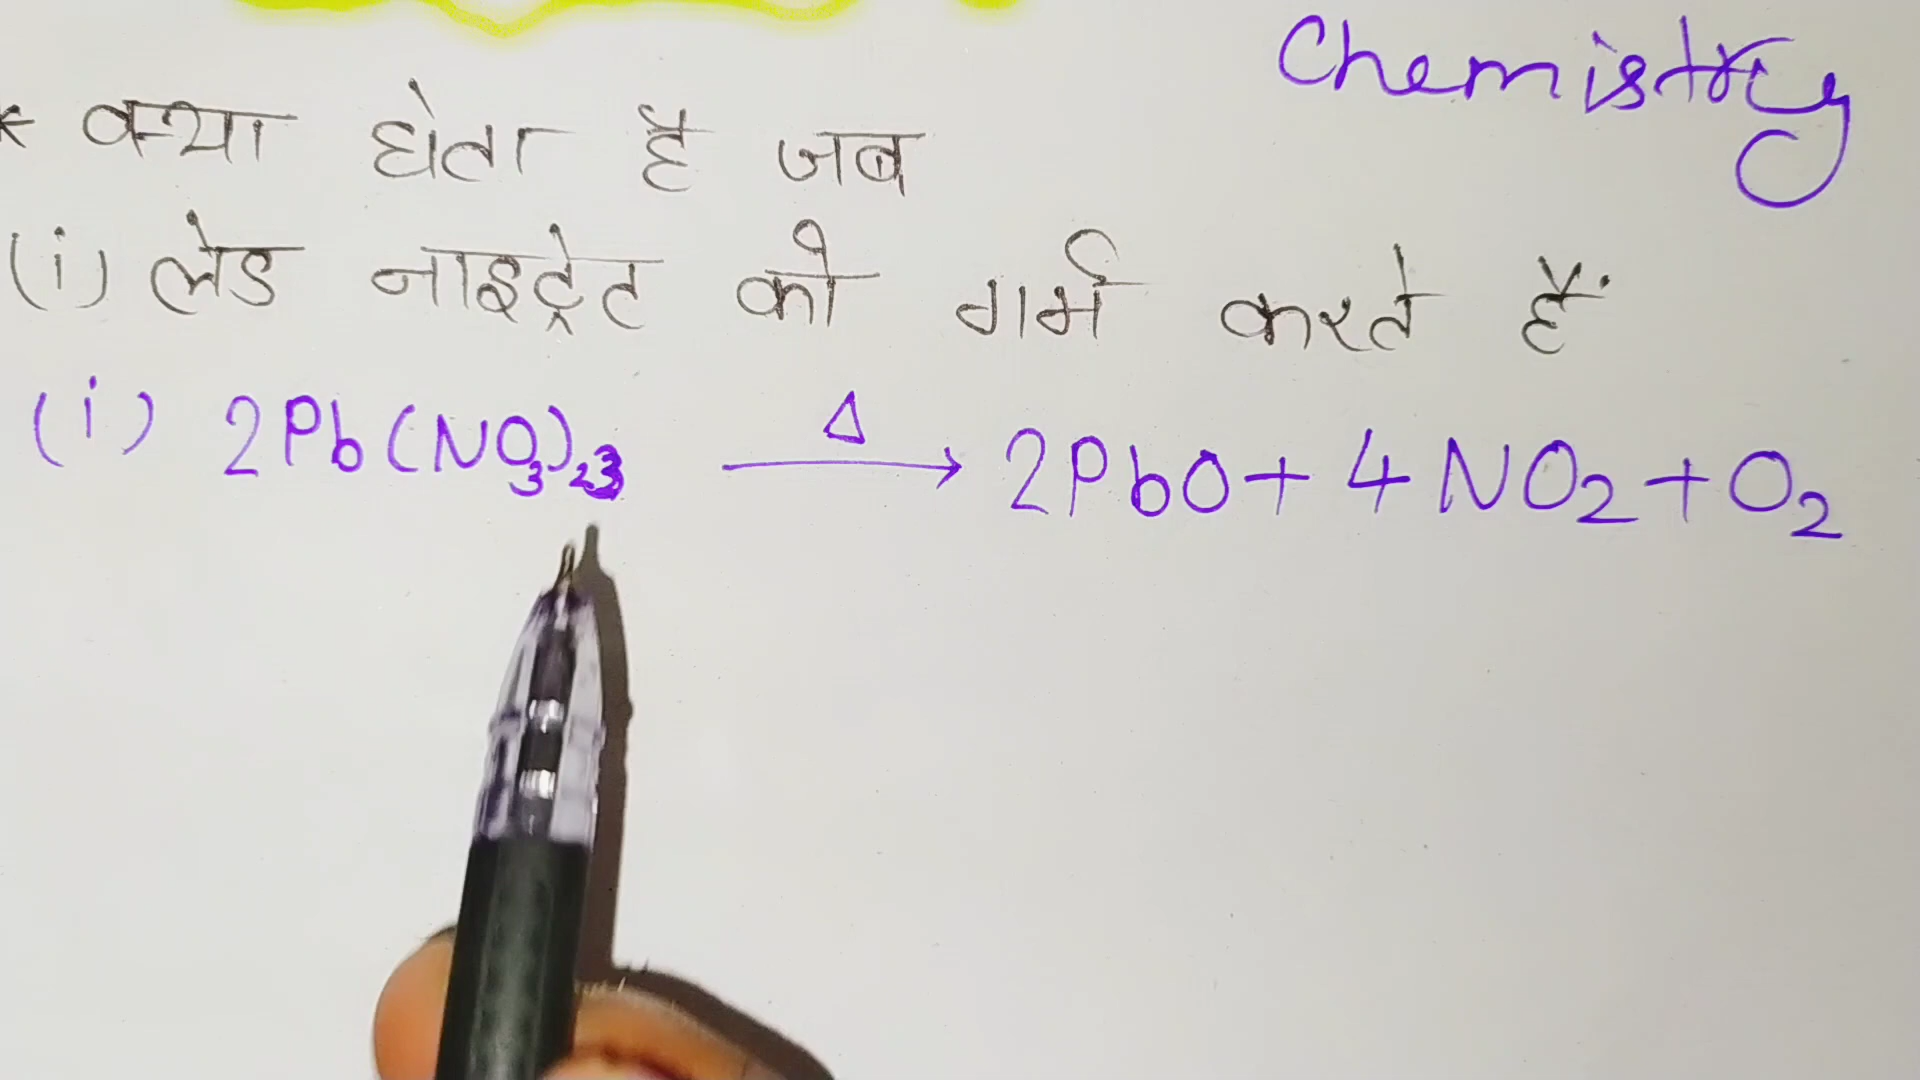 Chemistry
* क्या होता है जब
(i) लेड नाइट्रेट को गर्म करते हैं
(i) 2Pb(NO3)2 Δ→ 2PbO + 4NO2 + O2